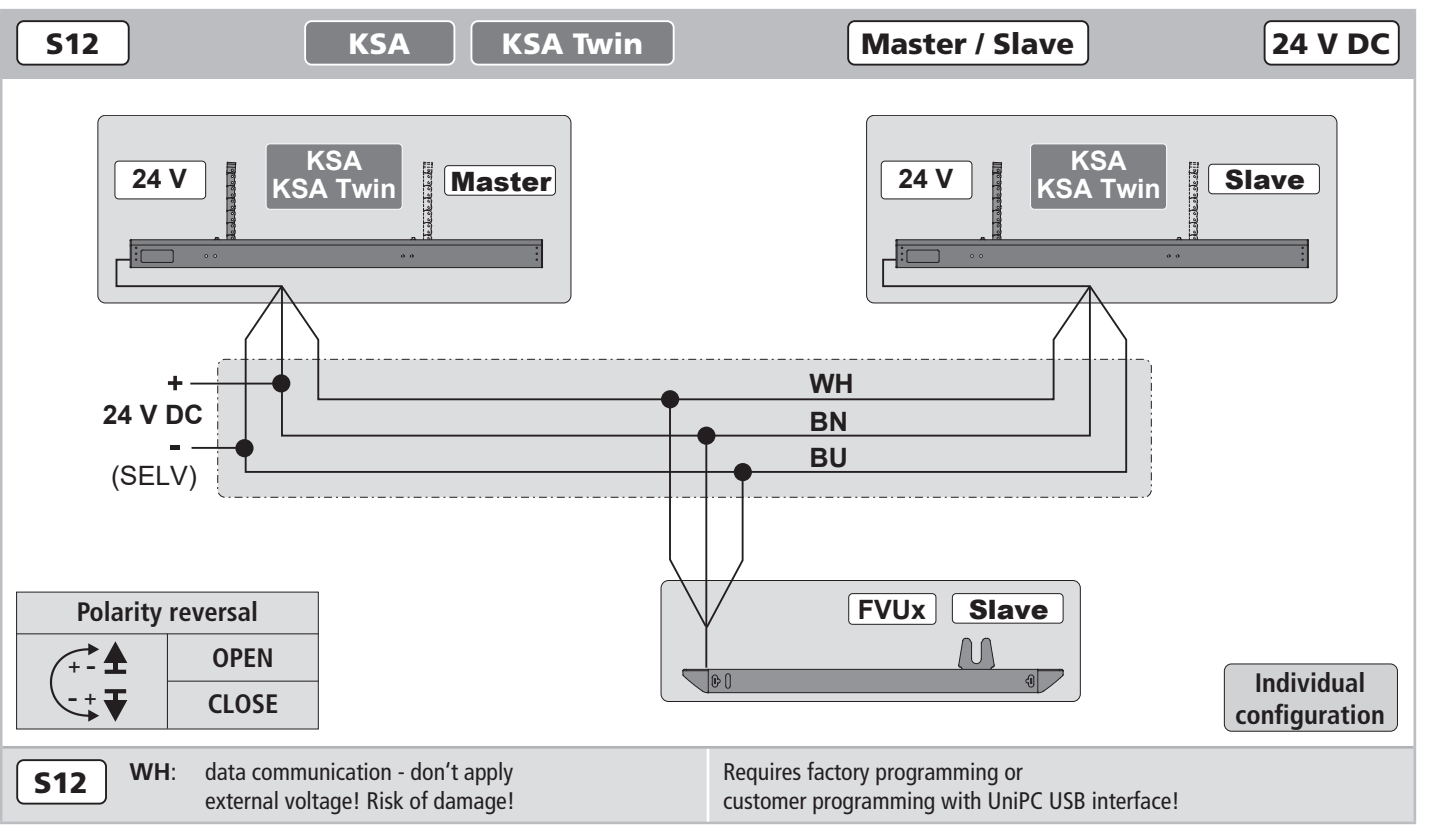 S12
KSA
KSA Twin
Master / Slave
24 V DC
24 V
KSA
KSA Twin
Master
24 V
KSA
KSA Twin
Slave
+
24 V DC
-
(SELV)
WH
BN
BU
FVUx
Slave
Polarity reversal
+ -
OPEN
- +
CLOSE
Individual
configuration
S12
WH: data communication - don’t apply
external voltage! Risk of damage!
Requires factory programming or
customer programming with UniPC USB interface!